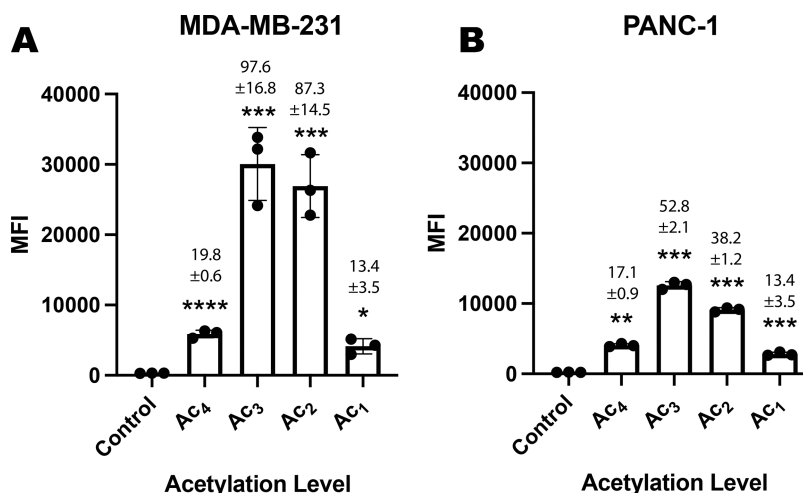 A
MDA-MB-231
MFI
40000
30000
20000
10000
0
19.8
±0.6
****
97.6
±16.8
***
87.3
±14.5
***
13.4
±3.5
*
Control
Ac₄
Ac₃
Ac₂
Ac₁
Acetylation Level
B
PANC-1
MFI
40000
30000
20000
10000
0
17.1
±0.9
**
52.8
±2.1
***
38.2
±1.2
***
13.4
±3.5
***
Control
Ac₄
Ac₃
Ac₂
Ac₁
Acetylation Level